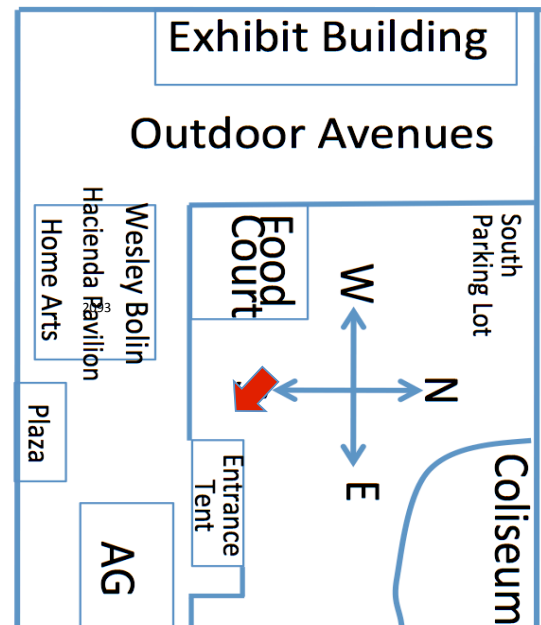 Exhibit Building
Outdoor Avenues
Wesley Bolin
Hacienda Pavilion
Home Arts
2093
Food
Court
South
Parking Lot
W
N
E
Plaza
Entrance
Tent
AG
Coliseum